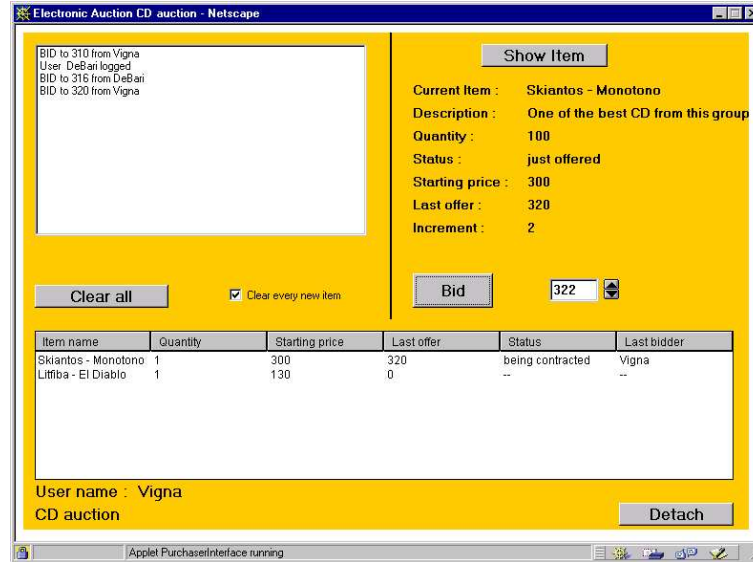 Electronic Auction CD auction - Netscape
BID to 310 from Vigna
User DeBari logged
BID to 316 from DeBari
BID to 320 from Vigna
Clear all
Clear every new item
Show Item
Current Item : Skiantos - Monotono
Description : One of the best CD from this group
Quantity : 100
Status : just offered
Starting price : 300
Last offer : 320
Increment : 2
Bid 322
Item name Quantity Starting price Last offer Status Last bidder
Skiantos - Monotono 1 300 320 being contracted Vigna
Litfiba - El Diablo 1 130 0 -- --
User name : Vigna
CD auction
Detach
Applet PurchaserInterface running